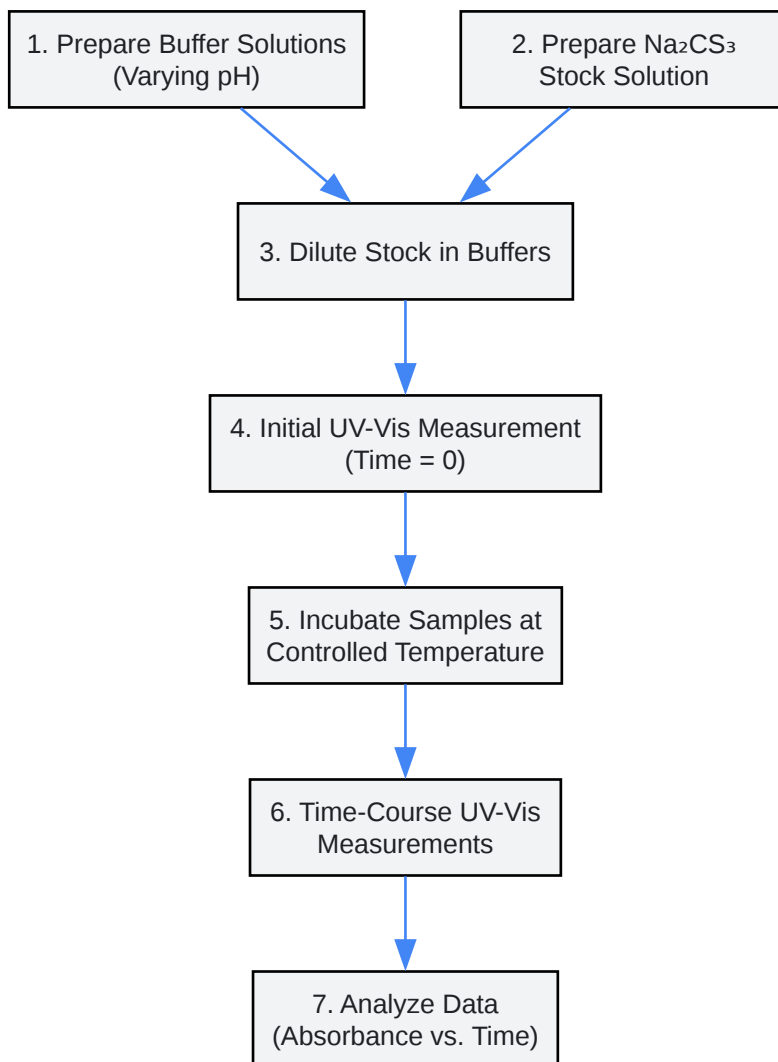 1. Prepare Buffer Solutions
(Varying pH)
2. Prepare Na₂CS₃
Stock Solution
3. Dilute Stock in Buffers
4. Initial UV-Vis Measurement
(Time = 0)
5. Incubate Samples at
Controlled Temperature
6. Time-Course UV-Vis
Measurements
7. Analyze Data
(Absorbance vs. Time)